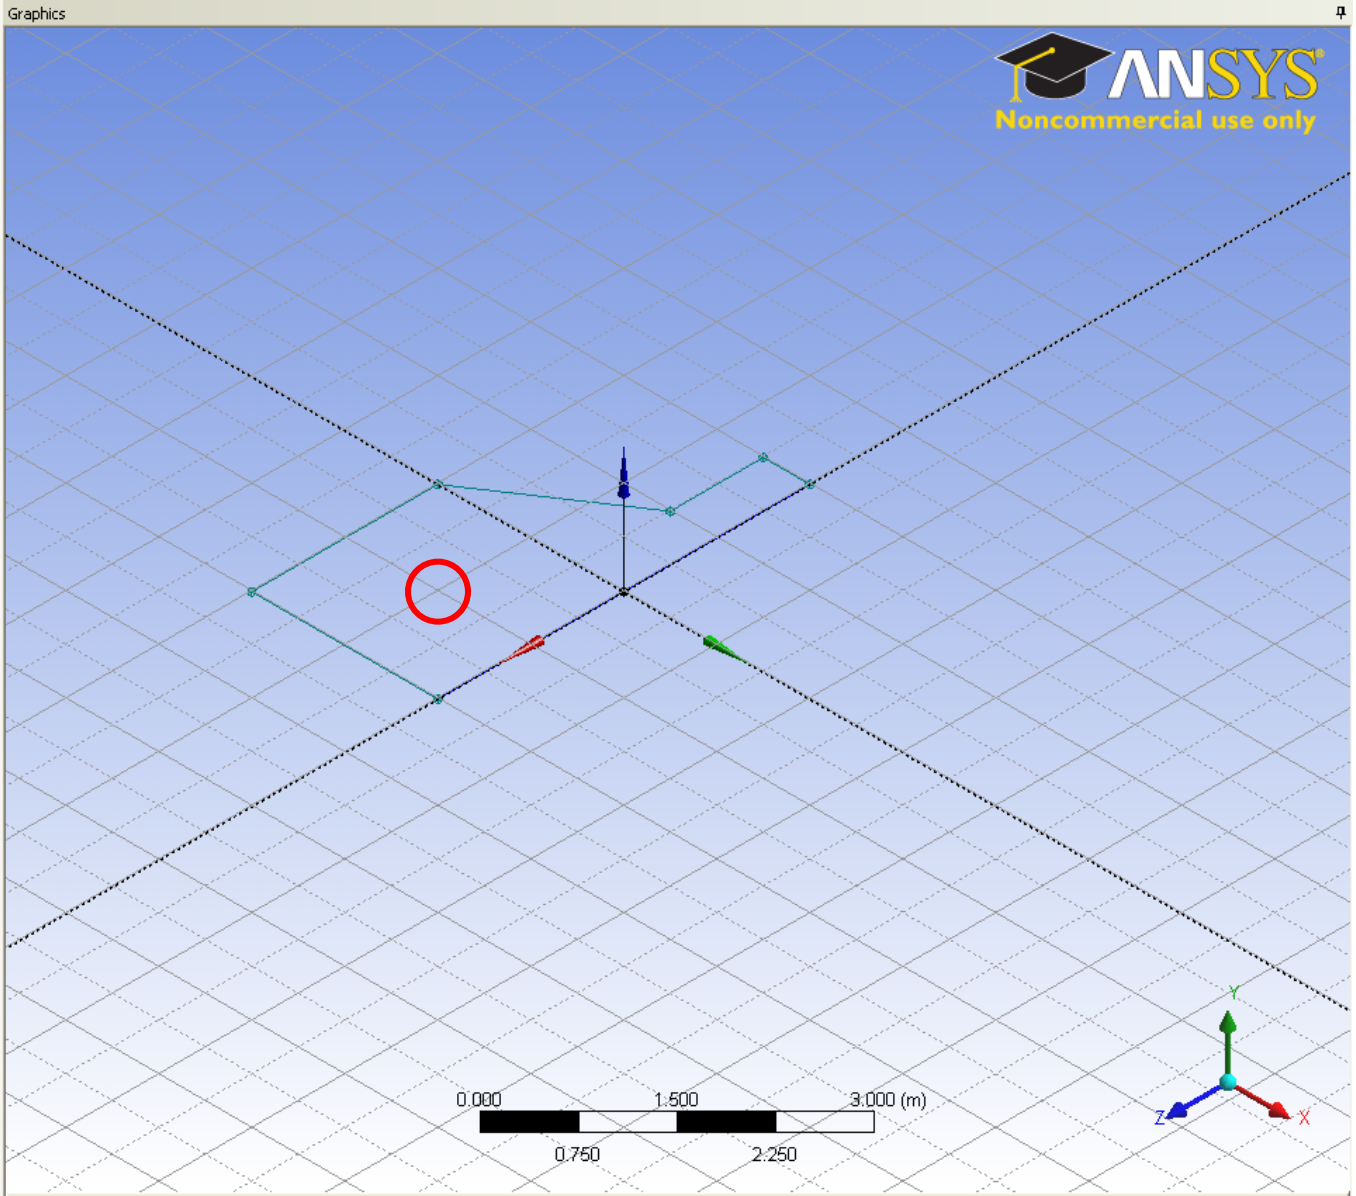 Graphics
ANSYS®
Noncommercial use only
Y
0.000 1.500 3.000 (m)
0.750 2.250
Z X